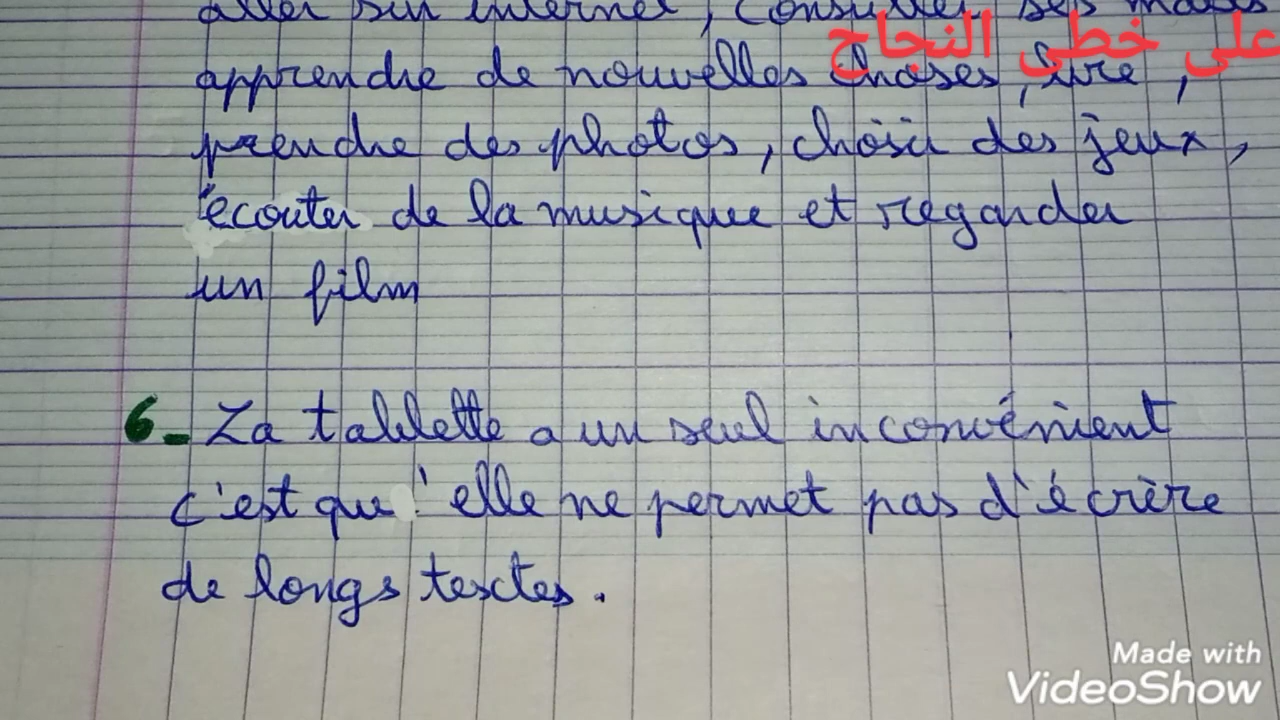 aller sur internet, consulter ses mails
على خطى النجاح
apprendre de nouvelles choses, lire,
prendre des photos, choisir des jeux,
écouter de la musique et regarder
un film
6- La tablette a un seul inconvénient
c'est qu'elle ne permet pas d'écrire
de longs textes.
Made with
VideoShow